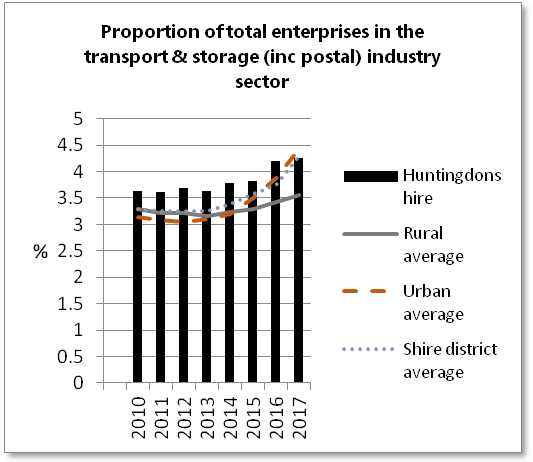 Proportion of total enterprises in the
transport & storage (inc postal) industry
sector
5
4.5
4
3.5
3
2.5
2
1.5
1
0.5
0
%
2010
2011
2012
2013
2014
2015
2016
2017
Huntingdons
hire
Rural
average
Urban
average
Shire district
average